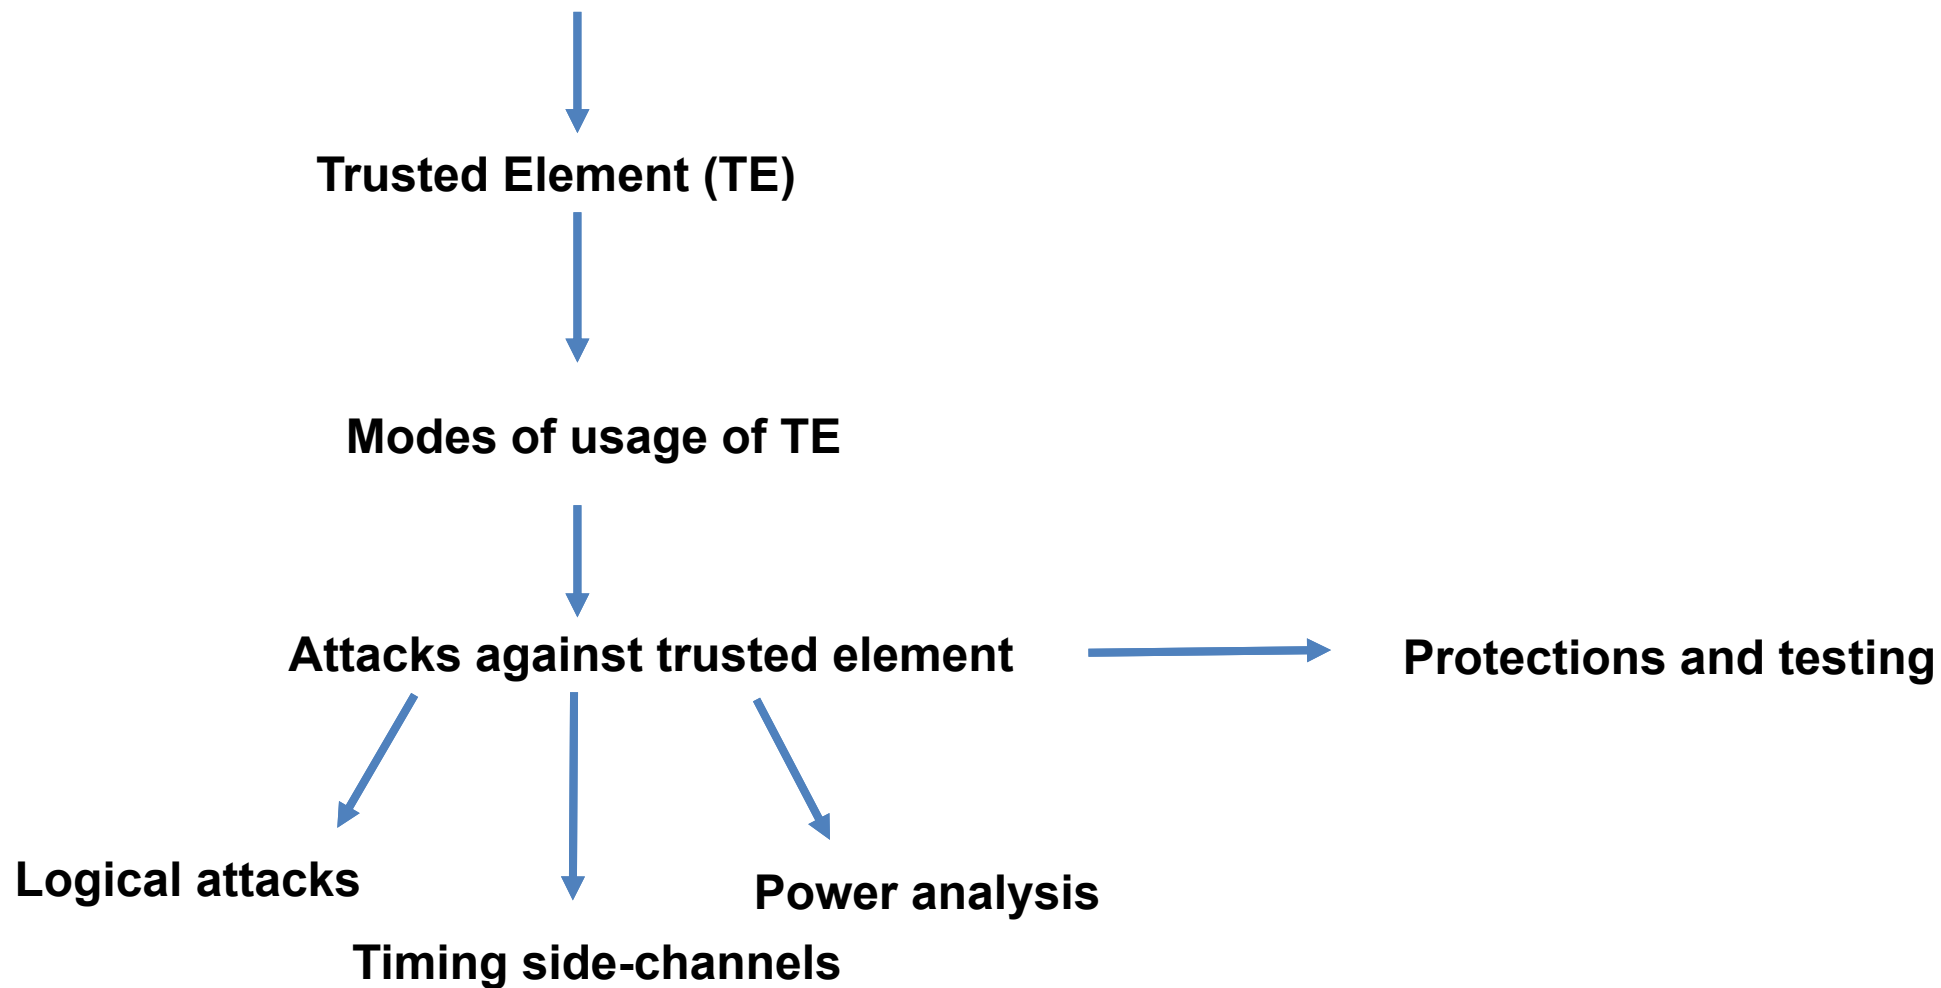 Trusted Element (TE)
Modes of usage of TE
Attacks against trusted element
Protections and testing
Logical attacks
Power analysis
Timing side-channels